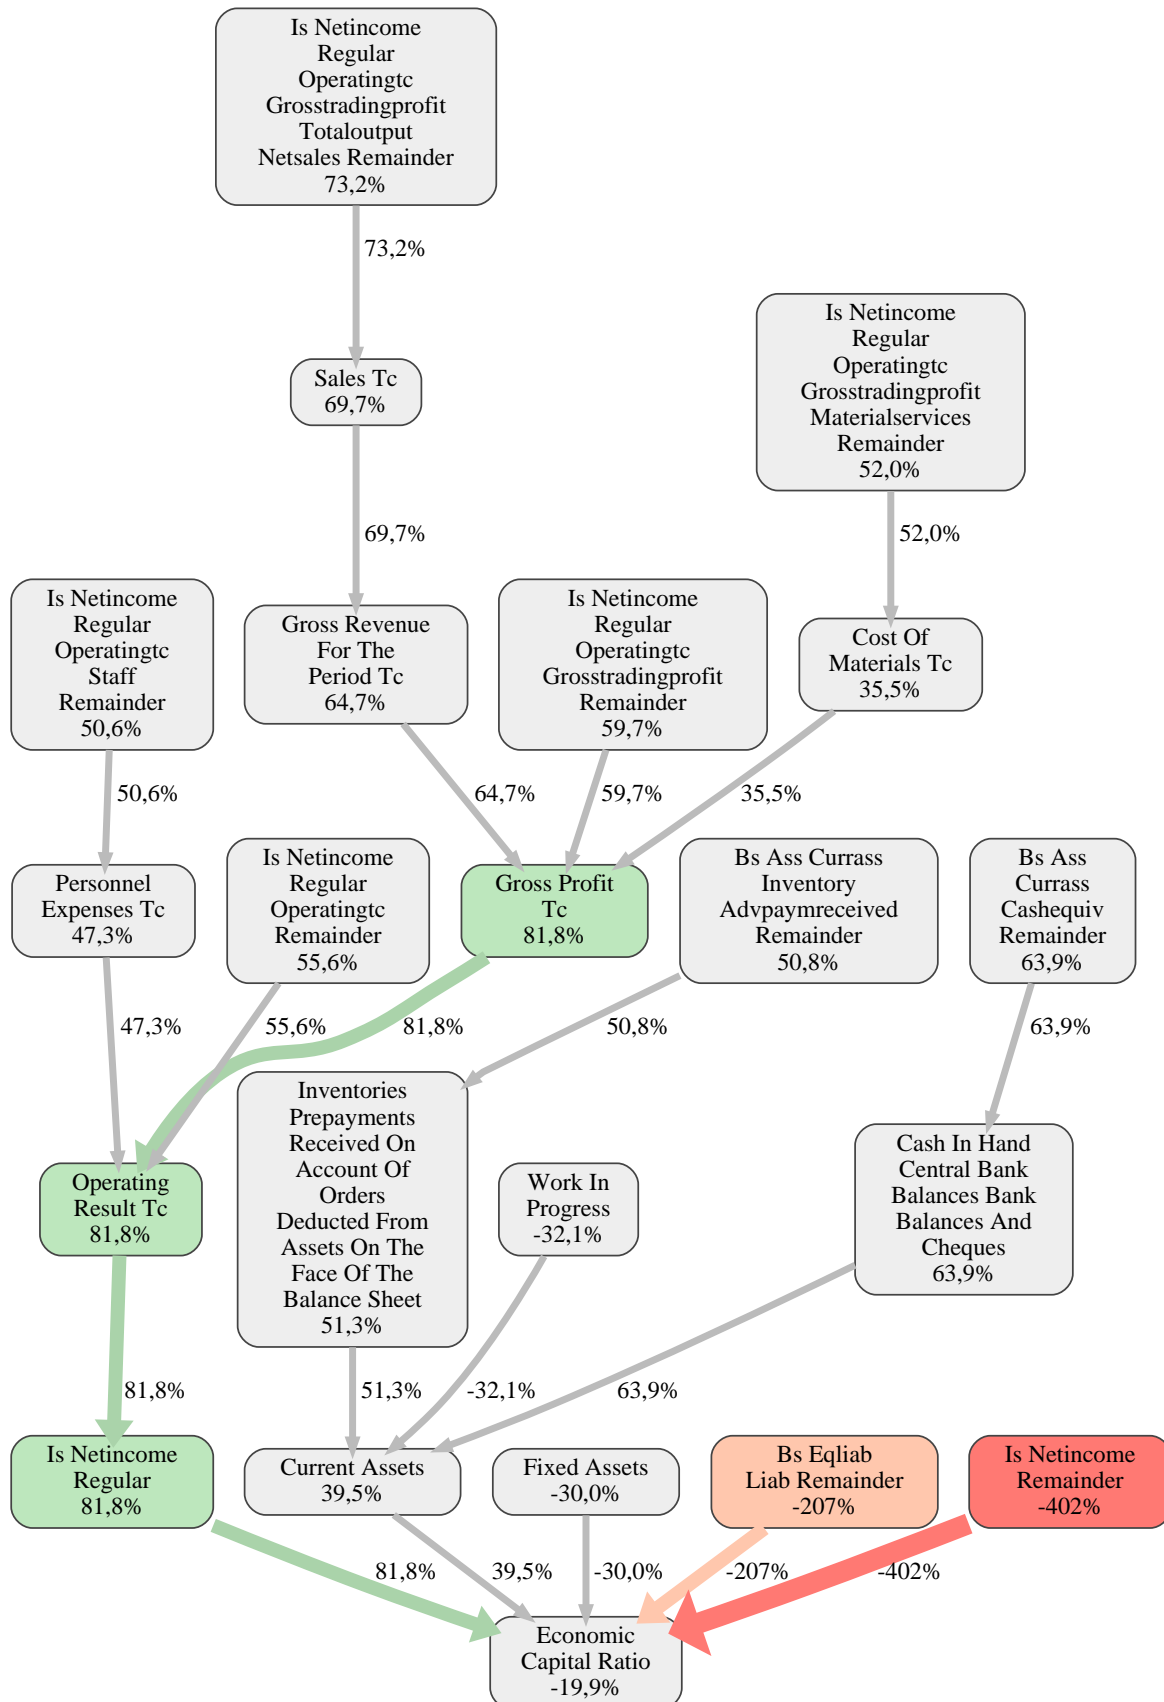 Is Netincome
Regular
Operatingtc
Grosstradingprofit
Totaloutput
Netsales Remainder
73,2%
73,2%
Sales Tc
69,7%
Is Netincome
Regular
Operatingtc
Grosstradingprofit
Materialservices
Remainder
52,0%
69,7%
52,0%
Is Netincome
Regular
Operatingtc
Staff
Remainder
50,6%
Gross Revenue
For The
Period Tc
64,7%
Is Netincome
Regular
Operatingtc
Grosstradingprofit
Remainder
59,7%
Cost Of
Materials Tc
35,5%
50,6%
64,7%
59,7%
35,5%
Personnel
Expenses Tc
47,3%
Is Netincome
Regular
Operatingtc
Remainder
55,6%
Gross Profit
Tc
81,8%
Bs Ass Currass
Inventory
Advpaymreceived
Remainder
50,8%
Bs Ass
Currass
Cashequiv
Remainder
63,9%
47,3%
55,6%
81,8%
50,8%
63,9%
Operating
Result Tc
81,8%
Inventories
Prepayments
Received On
Account Of
Orders
Deducted From
Assets On The
Face Of The
Balance Sheet
51,3%
Work In
Progress
-32,1%
Cash In Hand
Central Bank
Balances Bank
Balances And
Cheques
63,9%
81,8%
51,3%
-32,1%
63,9%
Is Netincome
Regular
81,8%
Current Assets
39,5%
Fixed Assets
-30,0%
Bs Eqliab
Liab Remainder
-207%
Is Netincome
Remainder
-402%
81,8%
39,5%
-30,0%
-207%
-402%
Economic
Capital Ratio
-19,9%